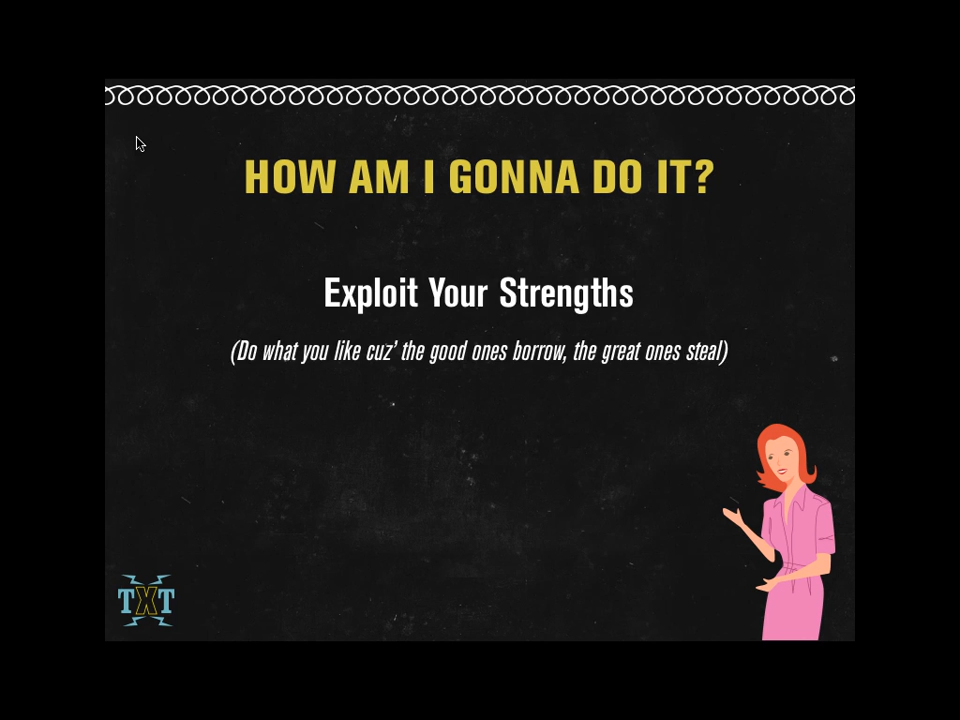 HOW AM I GONNA DO IT?
Exploit Your Strengths
(Do what you like cuz' the good ones borrow, the great ones steal)
TXT